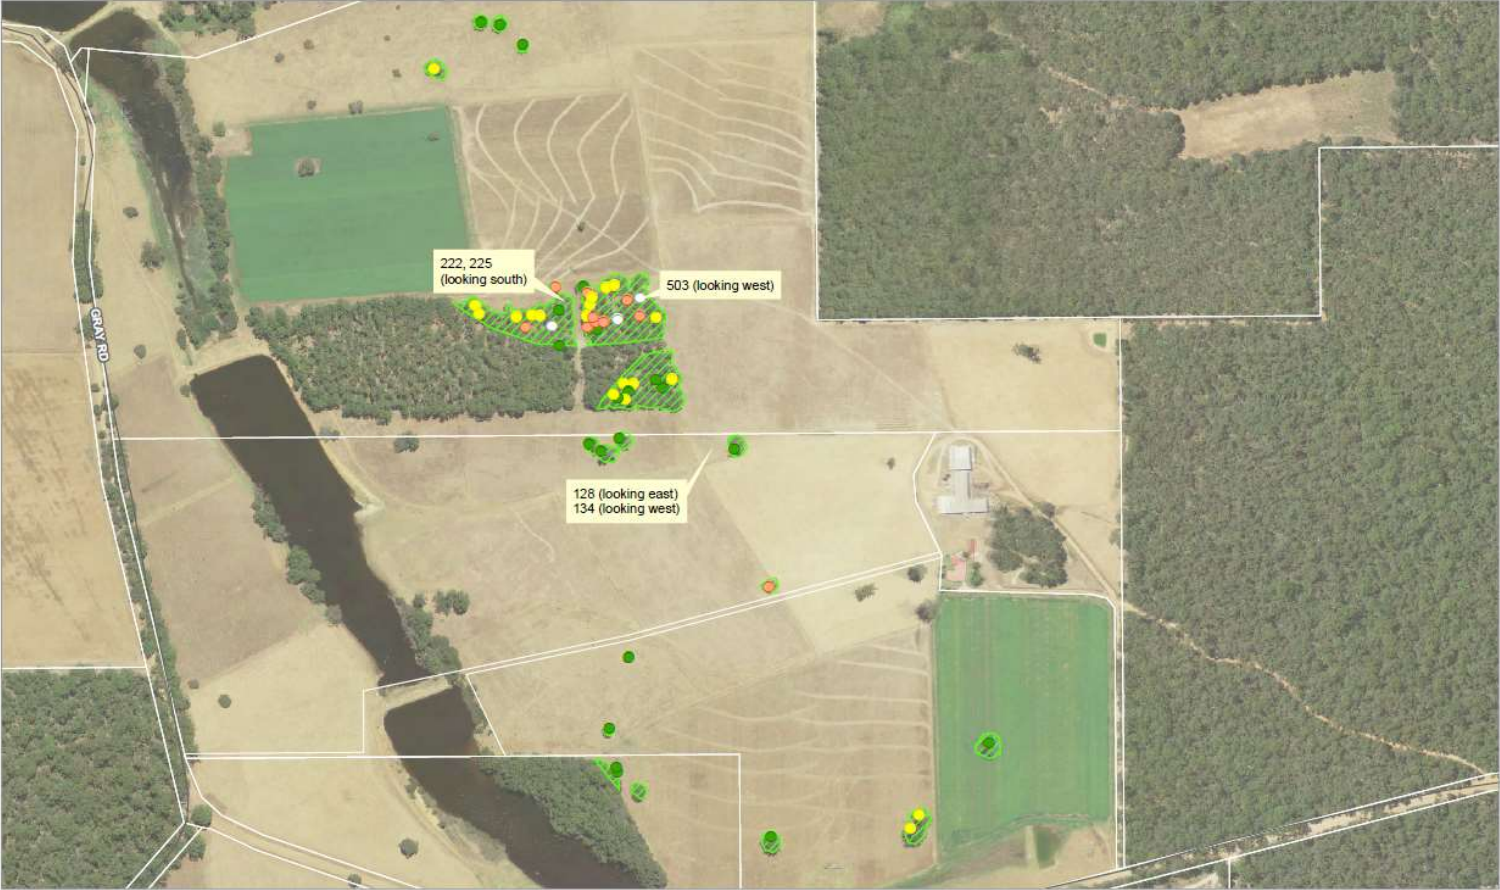 222, 225
(looking south)
503 (looking west)
GRAY RD
128 (looking east)
134 (looking west)